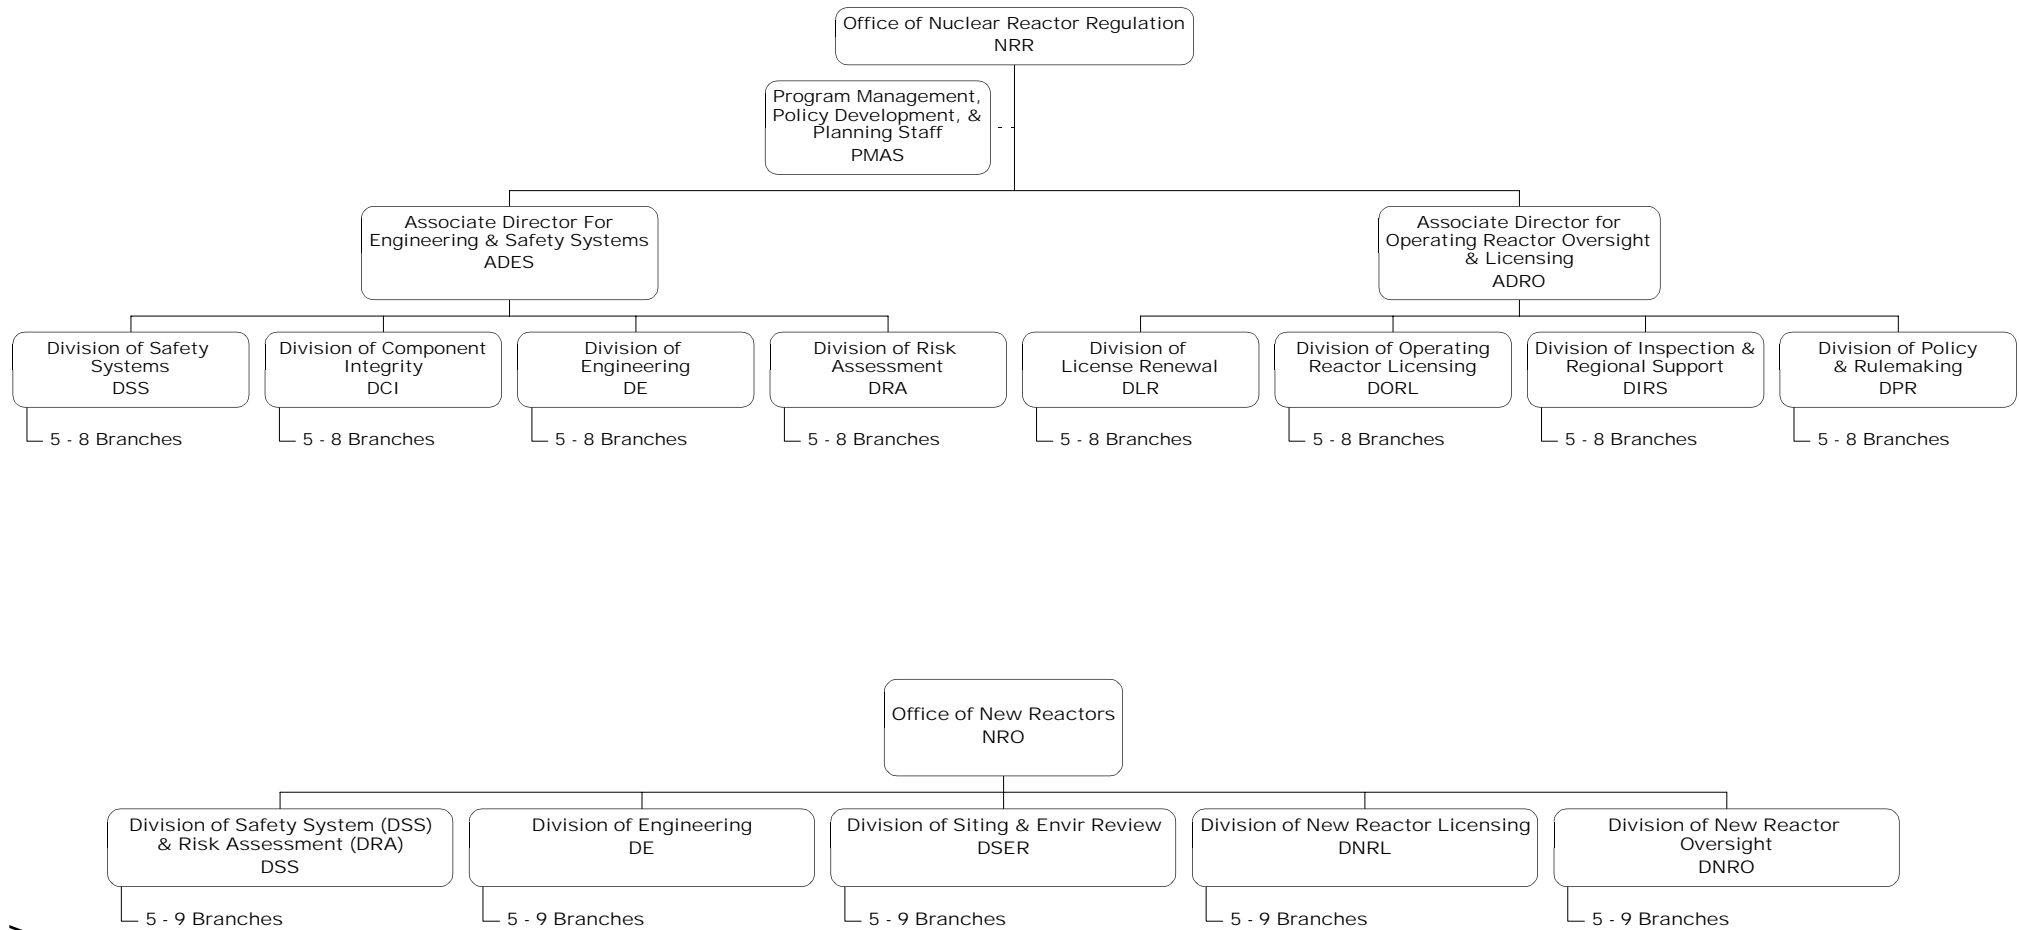 Office of Nuclear Reactor Regulation
NRR
Program Management,
Policy Development, &
Planning Staff
PMAS
Associate Director For
Engineering & Safety Systems
ADES
Associate Director for
Operating Reactor Oversight
& Licensing
ADRO
Division of Safety
Systems
DSS
Division of Component
Integrity
DCI
Division of
Engineering
DE
Division of Risk
Assessment
DRA
Division of
License Renewal
DLR
Division of Operating
Reactor Licensing
DORL
Division of Inspection &
Regional Support
DIRS
Division of Policy
& Rulemaking
DPR
5 - 8 Branches
5 - 8 Branches
5 - 8 Branches
5 - 8 Branches
5 - 8 Branches
5 - 8 Branches
5 - 8 Branches
5 - 8 Branches
Office of New Reactors
NRO
Division of Safety System (DSS)
& Risk Assessment (DRA)
DSS
Division of Engineering
DE
Division of Siting & Envir Review
DSER
Division of New Reactor Licensing
DNRL
Division of New Reactor
Oversight
DNRO
5 - 9 Branches
5 - 9 Branches
5 - 9 Branches
5 - 9 Branches
5 - 9 Branches